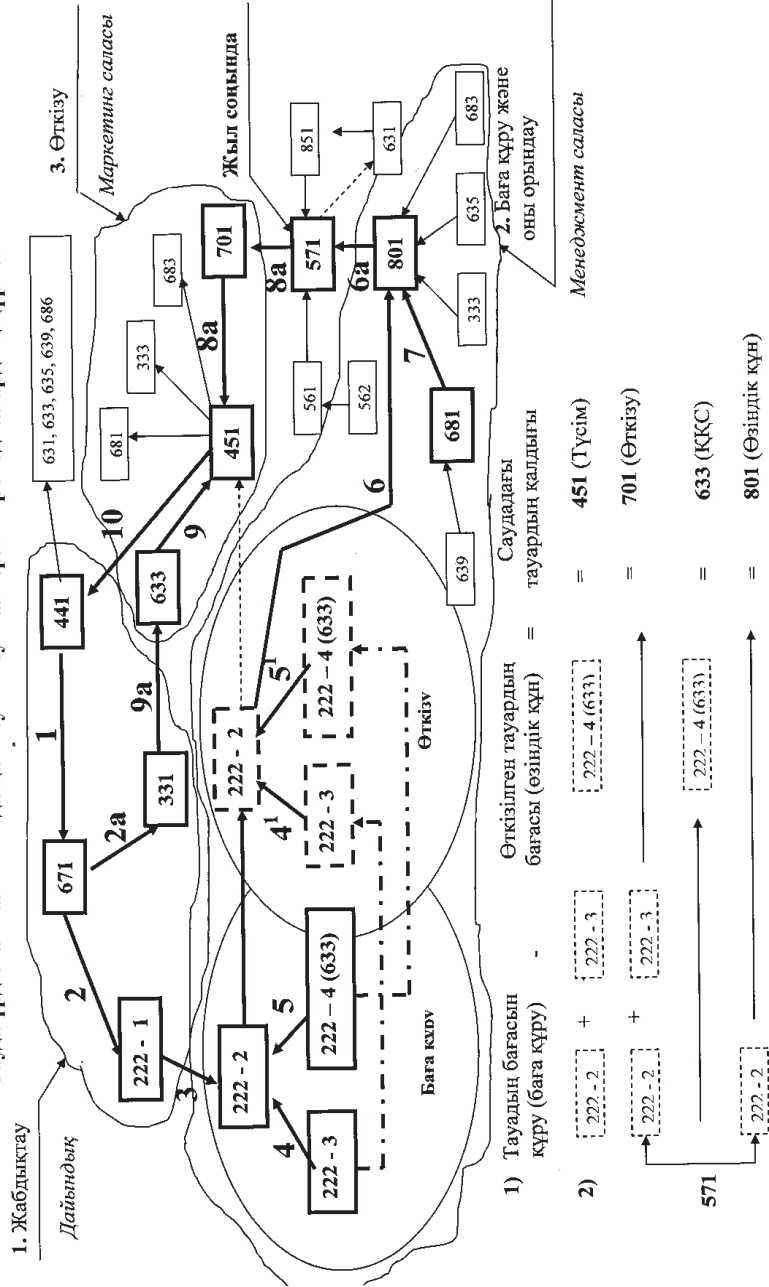 1. Жабдықтау
Дайындық
3. Өткізу
Маркетинг саласы
Жыл соңында
2. Баға құру және
оны орындау
Менеджмент саласы
631, 633, 635, 639, 686
441
1
671
2
2a
222 - 1
331
9a
633
9
10
451
681
333
683
8a
701
8a
571
851
631
561
562
6a
801
333
635
683
7
681
639
6
3
222 - 2
4
5
222 - 3
222 – 4 (633)
Баға құру
222 - 2
4¹
5¹
222 - 3
222 – 4 (633)
Өткізу
1) Тауадың бағасын - Өткізілген тауардың = Саудадағы
құру (баға құру) бағасы (өзіндік құн) тауардың қалдығы
2) 222 - 2 + 222 - 3 222 – 4 (633) = 451 (Түсім)
222 - 2 + 222 - 3 = 701 (Өткізу)
571
222 – 4 (633) = 633 (ҚҚС)
222 - 2 = 801 (Өзіндік құн)